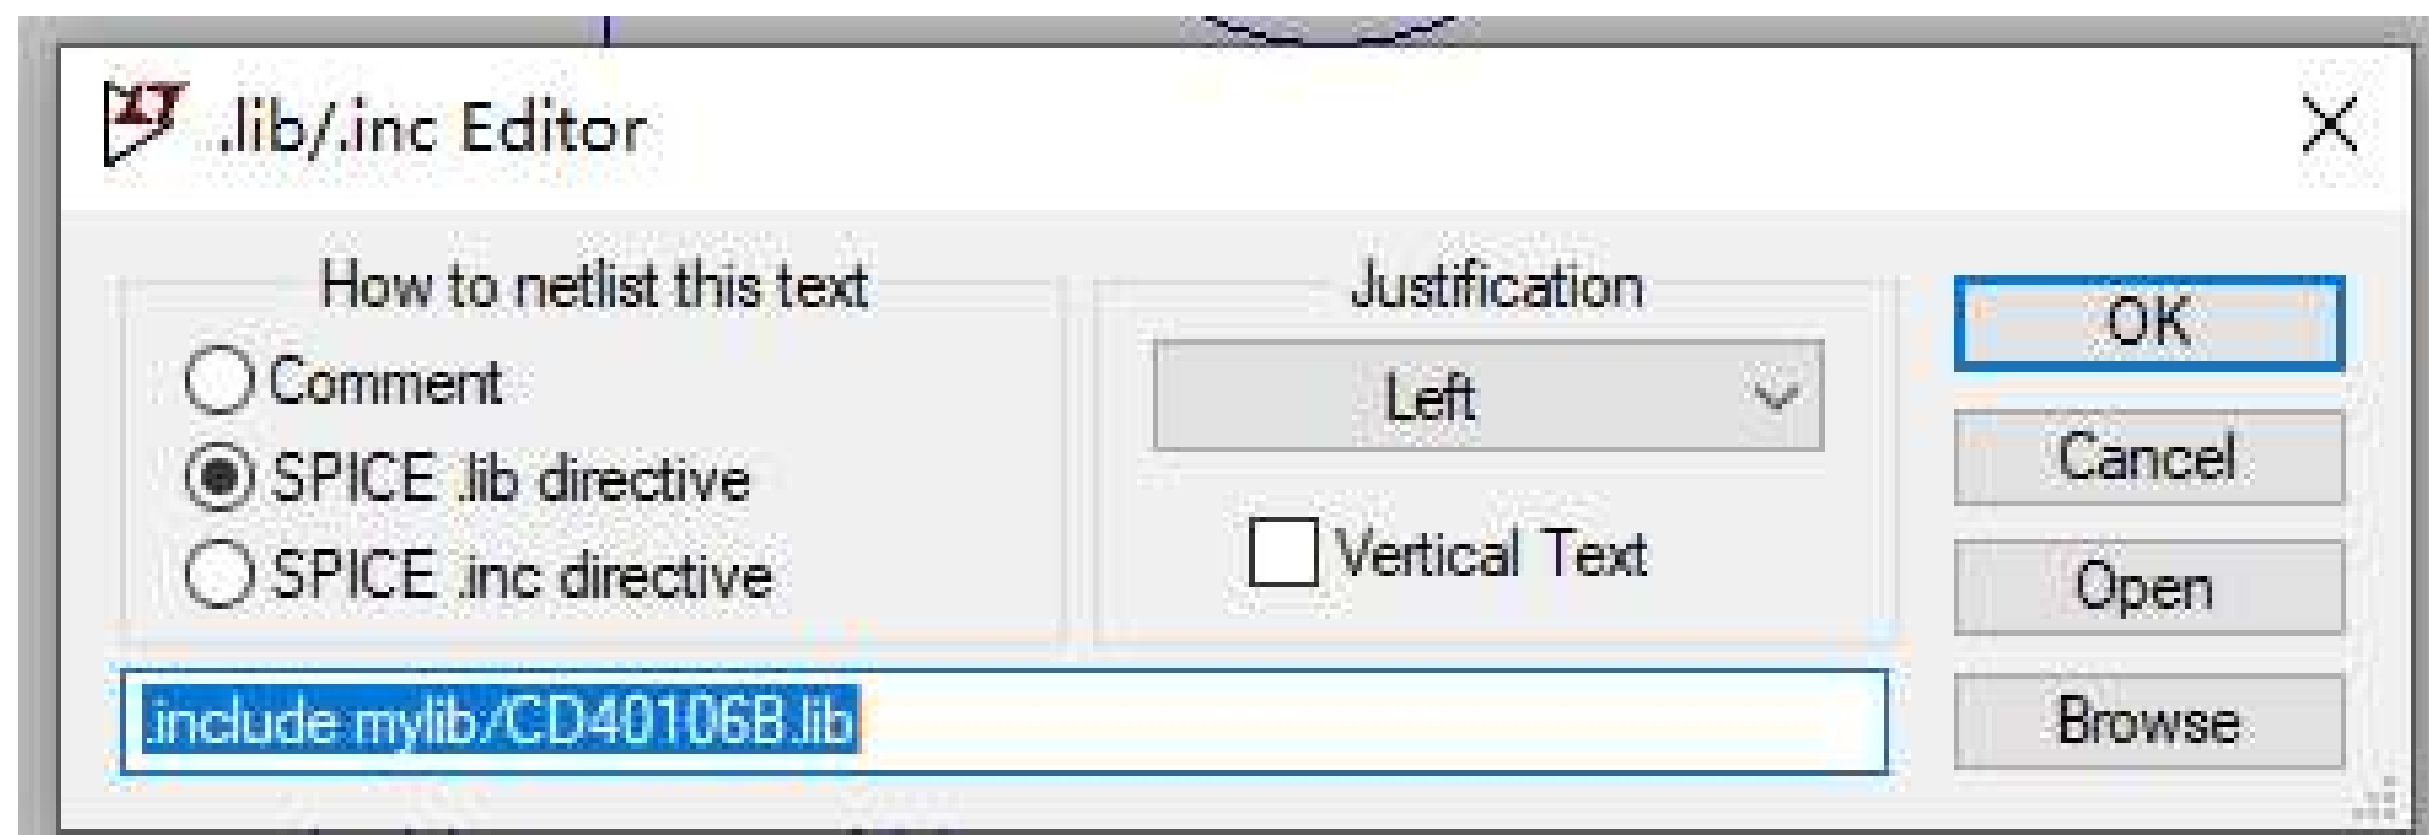 .lib/.inc Editor
How to netlist this text
Comment
SPICE .lib directive
SPICE .inc directive
Justification
Left
Vertical Text
OK
Cancel
Open
Browse
.include mylib/CD40106B.lib